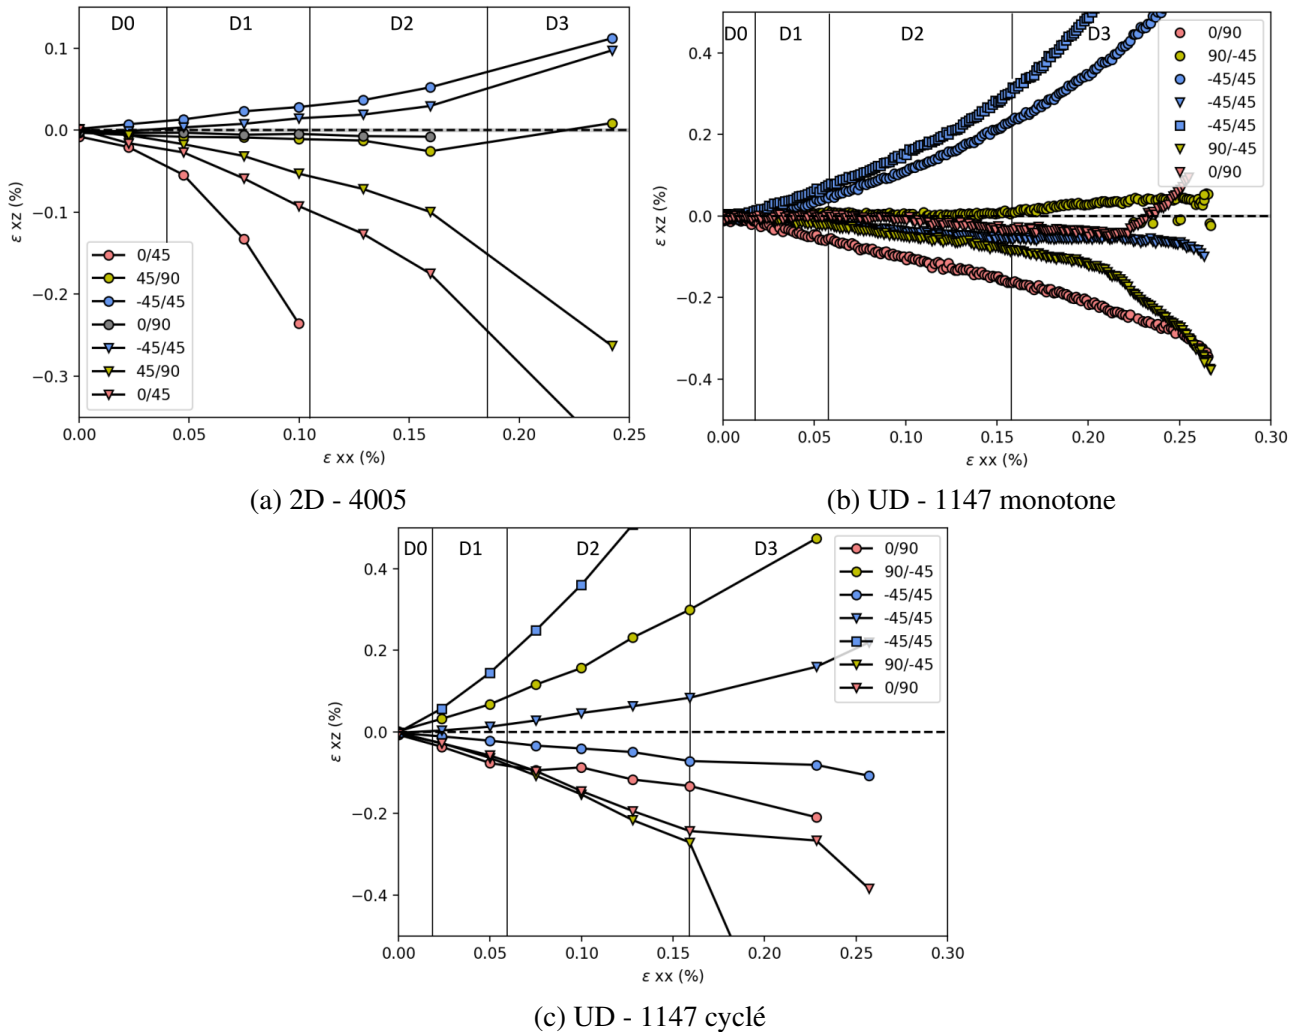 D0 D1 D2 D3
0.1
0.0
−0.1
−0.2
−0.3
ε xz (%)
0/45
45/90
-45/45
0/90
-45/45
45/90
0/45
0.00 0.05 0.10 0.15 0.20 0.25
ε xx (%)
(a) 2D - 4005
D0 D1 D2 D3
0.4
0.2
0.0
−0.2
−0.4
ε xz (%)
0/90
90/-45
-45/45
-45/45
-45/45
90/-45
0/90
0.00 0.05 0.10 0.15 0.20 0.25 0.30
ε xx (%)
(b) UD - 1147 monotone
D0 D1 D2 D3
0.4
0.2
0.0
−0.2
−0.4
ε xz (%)
0/90
90/-45
-45/45
-45/45
-45/45
90/-45
0/90
0.00 0.05 0.10 0.15 0.20 0.25 0.30
ε xx (%)
(c) UD - 1147 cyclé